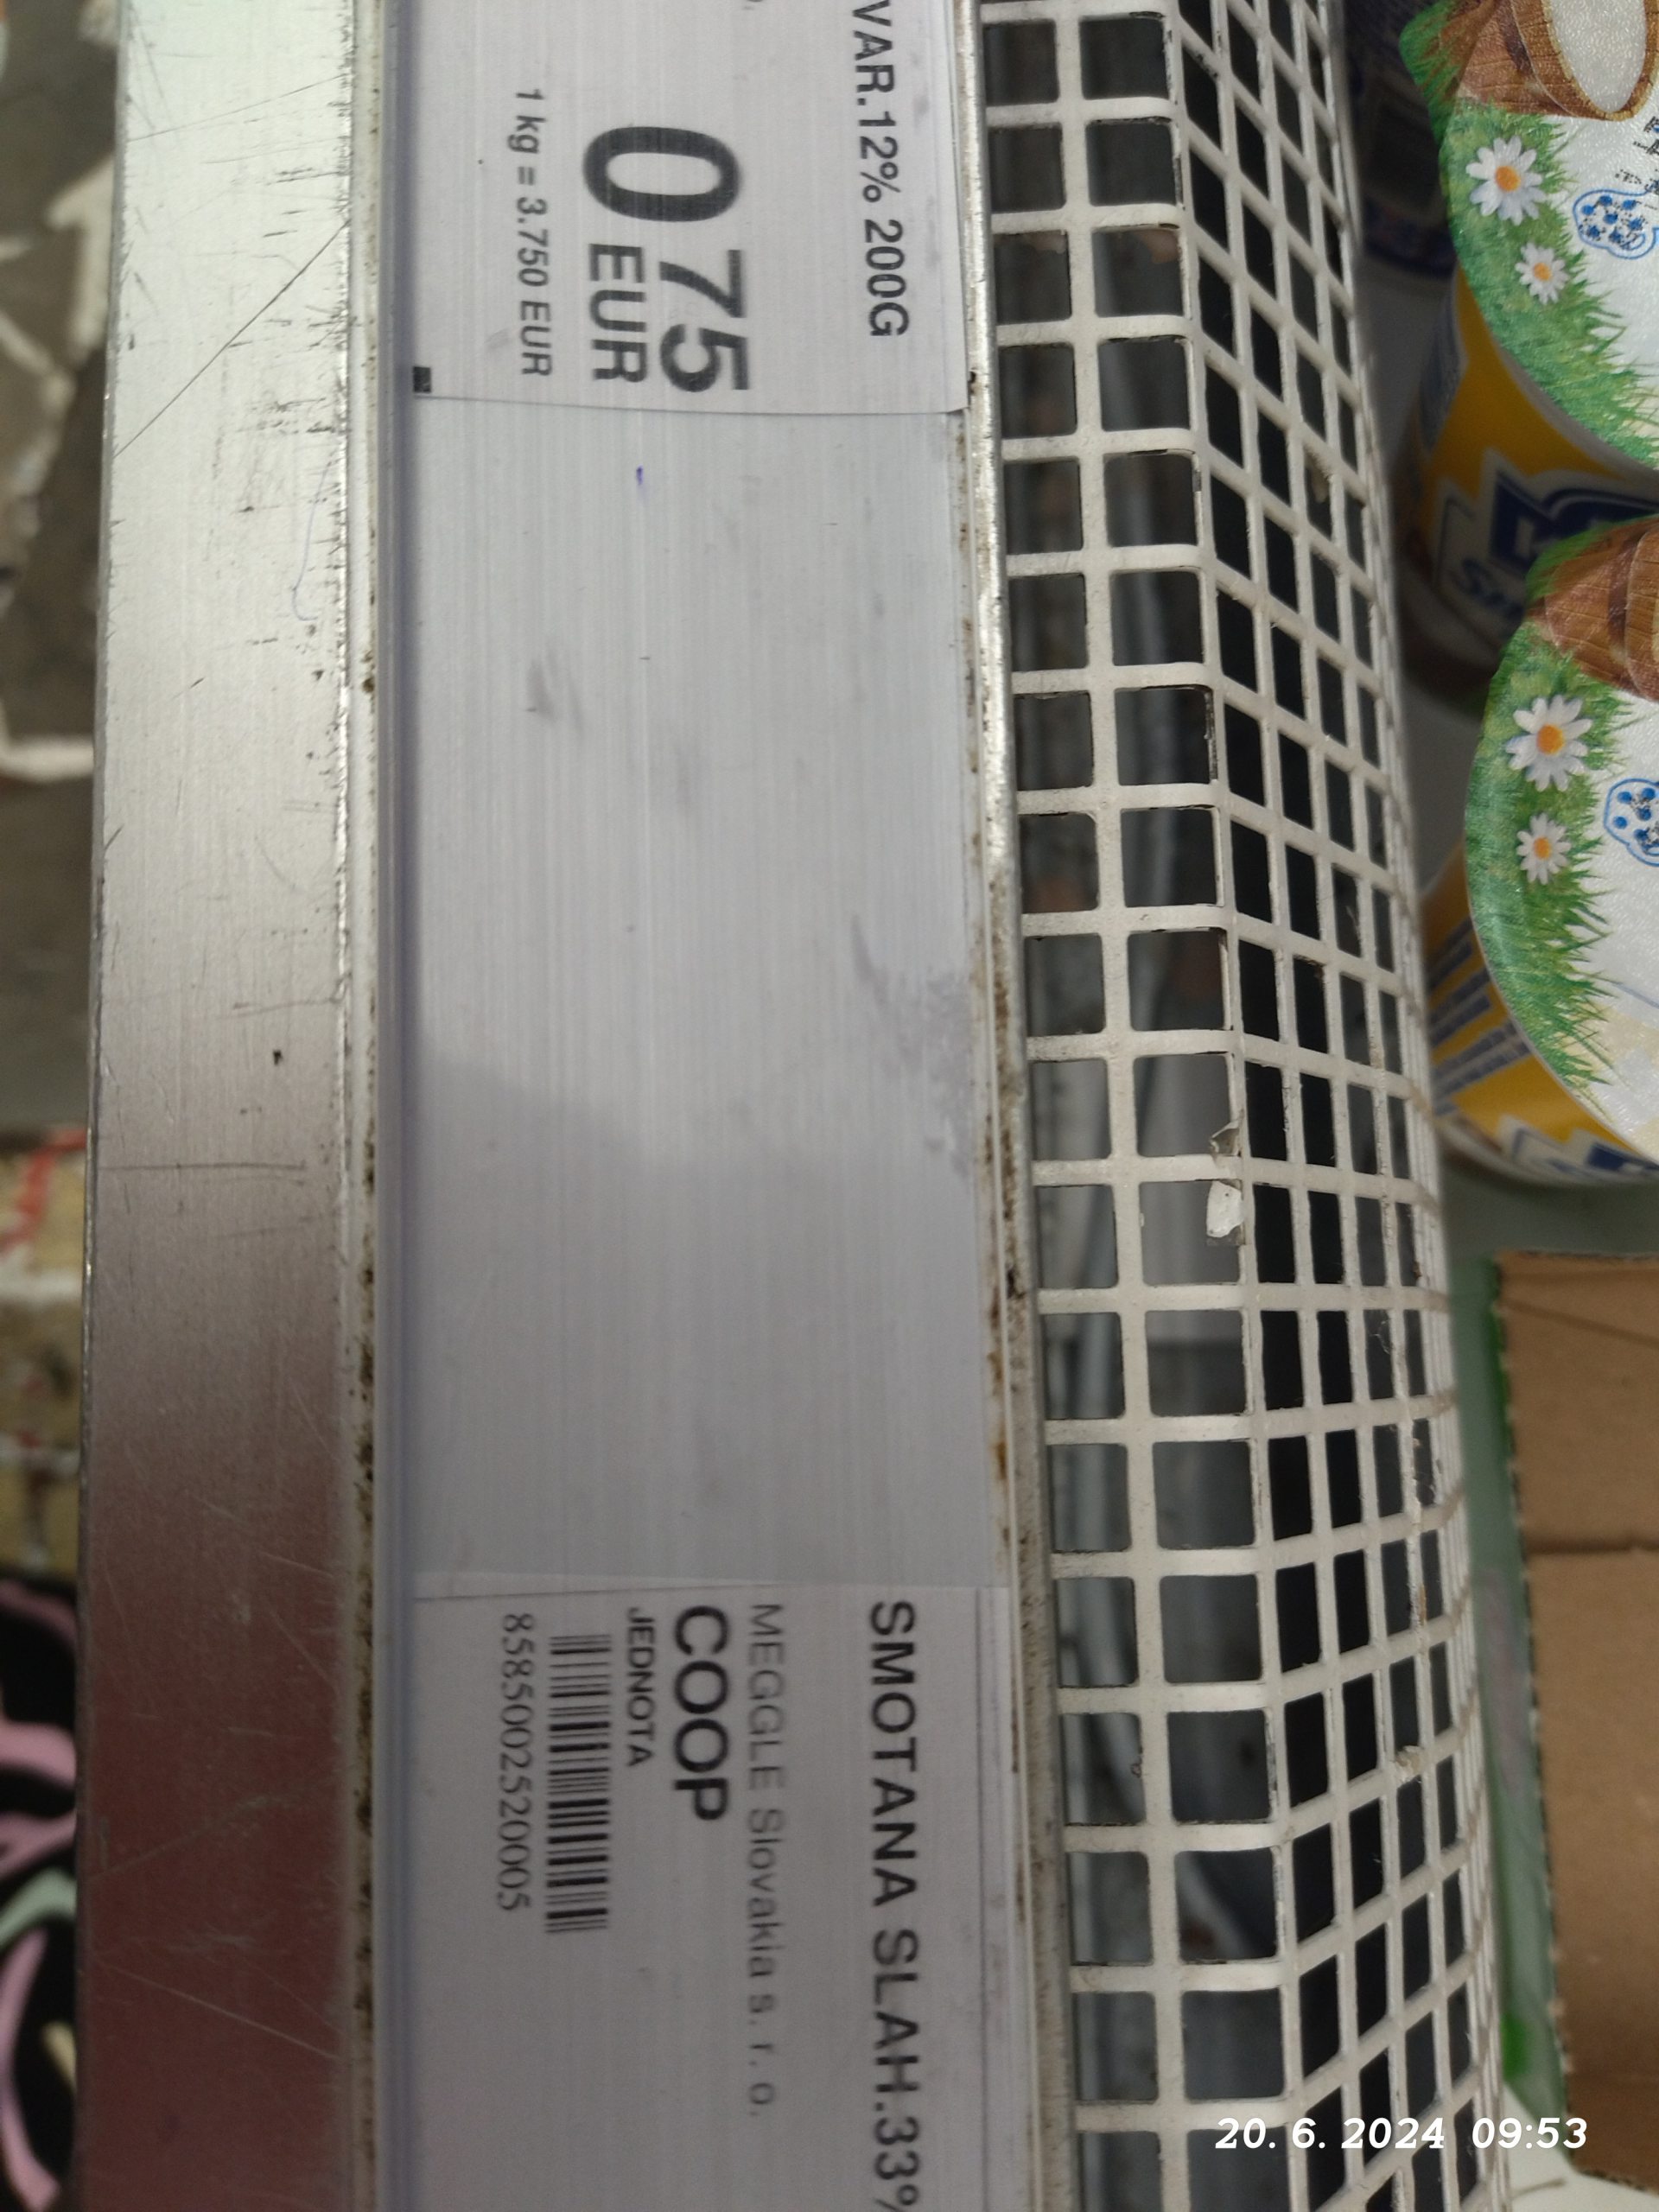 VAR.12% 200G
0 75
EUR
1 kg = 3.750 EUR
SMOTANA SLAH.33%
MEGGLE Slovakia s. r. o.
COOP
JEDNOTA
8585002520005
20. 6. 2024 09:53